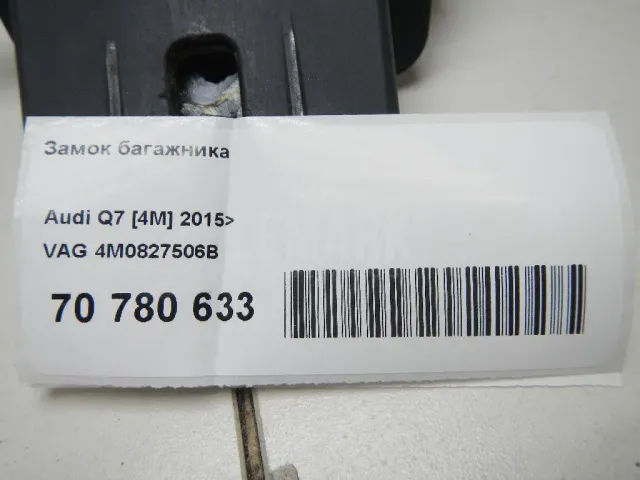 Замок багажника
Audi Q7 [4M] 2015>
VAG 4M0827506B
70 780 633